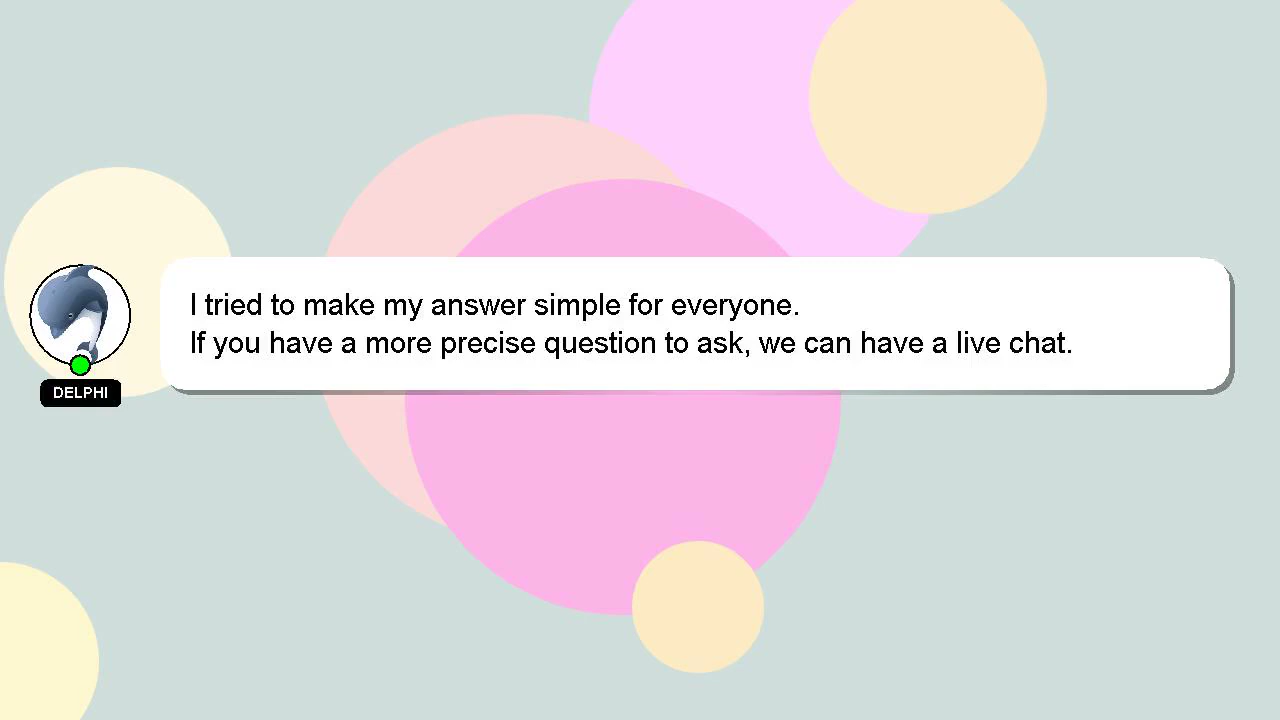 I tried to make my answer simple for everyone.
If you have a more precise question to ask, we can have a live chat.
DELPHI